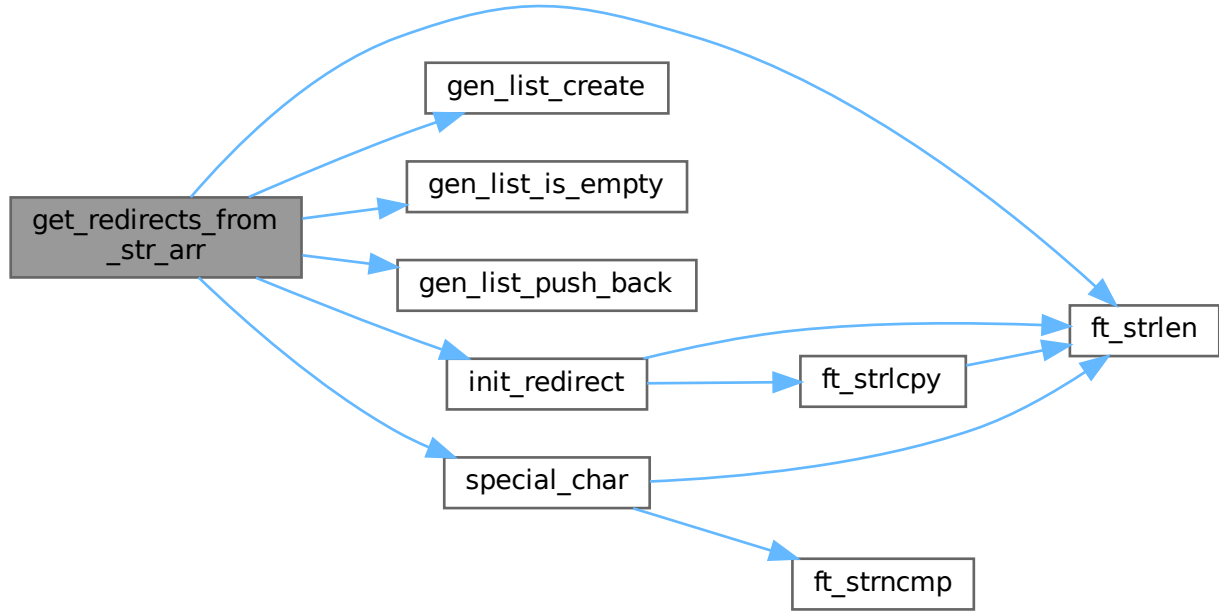 gen_list_create
gen_list_is_empty
get_redirects_from
_str_arr
gen_list_push_back
ft_strlen
init_redirect
ft_strlcpy
special_char
ft_strncmp